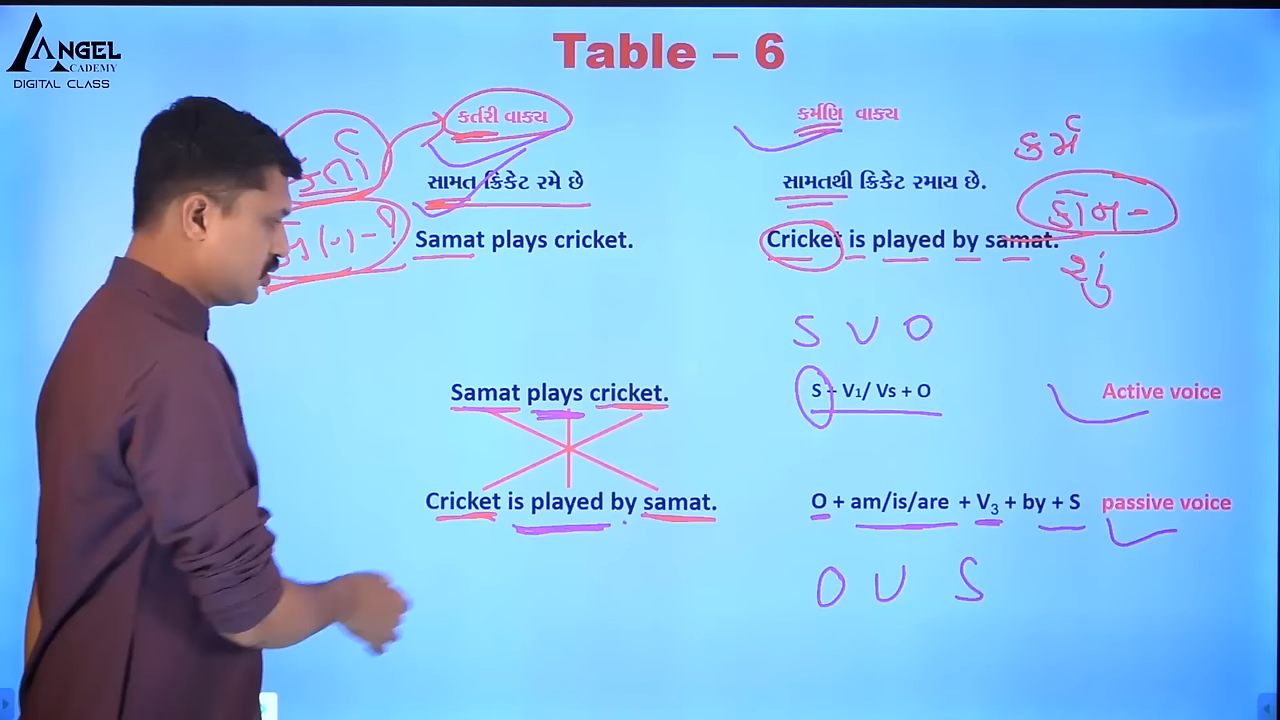 ANGEL
ACADEMY
DIGITAL CLASS
Table – 6
કર્તરી વાક્ય
કર્મણિ વાક્ય
કર્મ
સામત ક્રિકેટ રમે છે
સામતથી ક્રિકેટ રમાય છે.
Samat plays cricket.
Cricket is played by samat.
શું
S V O
Samat plays cricket.
S + V1/ Vs + O
Active voice
Cricket is played by samat.
O + am/is/are + V3 + by + S
passive voice
O V S